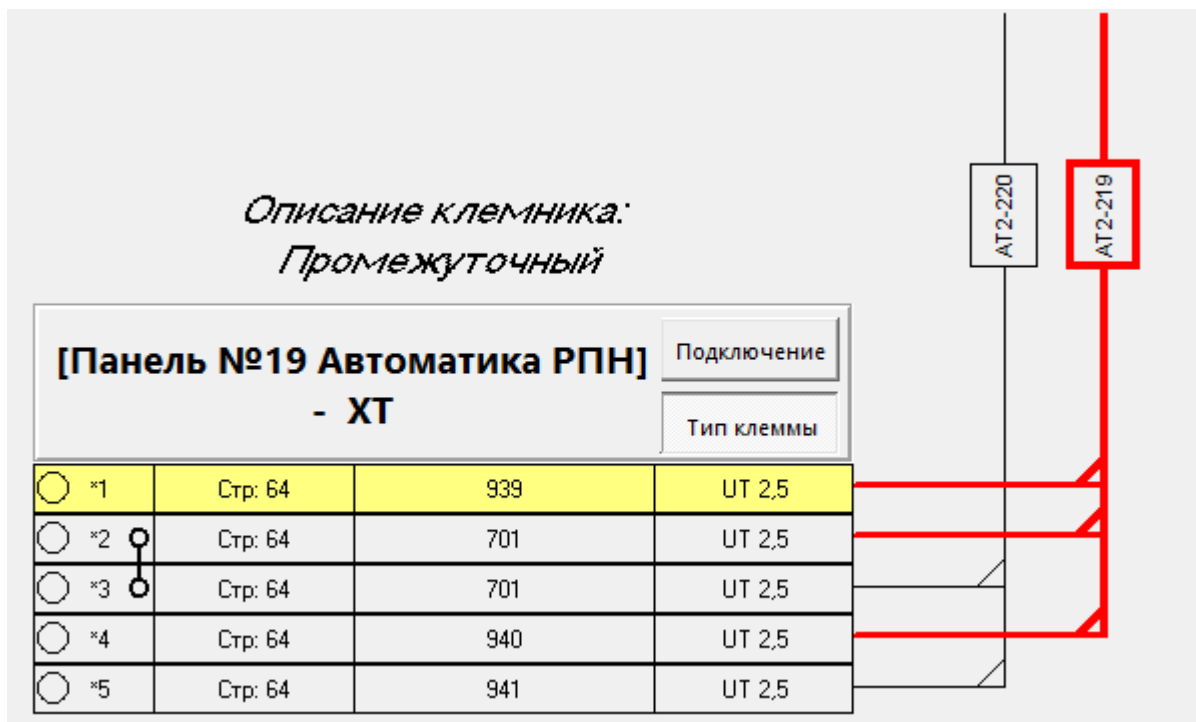 Описание клемника:
Промежуточный
АТ2-220
АТ2-219
[Панель №19 Автоматика РПН]
- ХТ
Подключение
Тип клеммы
*1 Стр: 64 939 UT 2,5
*2 Стр: 64 701 UT 2,5
*3 Стр: 64 701 UT 2,5
*4 Стр: 64 940 UT 2,5
*5 Стр: 64 941 UT 2,5